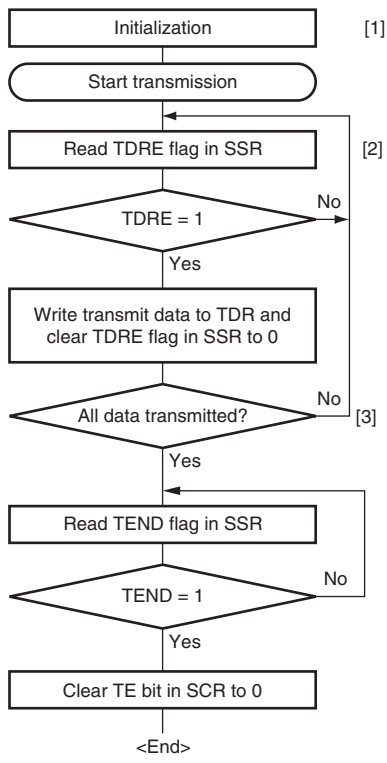 Initialization
[1]
Start transmission
Read TDRE flag in SSR
[2]
TDRE = 1
No
Yes
Write transmit data to TDR and
clear TDRE flag in SSR to 0
All data transmitted?
No
[3]
Yes
Read TEND flag in SSR
TEND = 1
No
Yes
Clear TE bit in SCR to 0
<End>